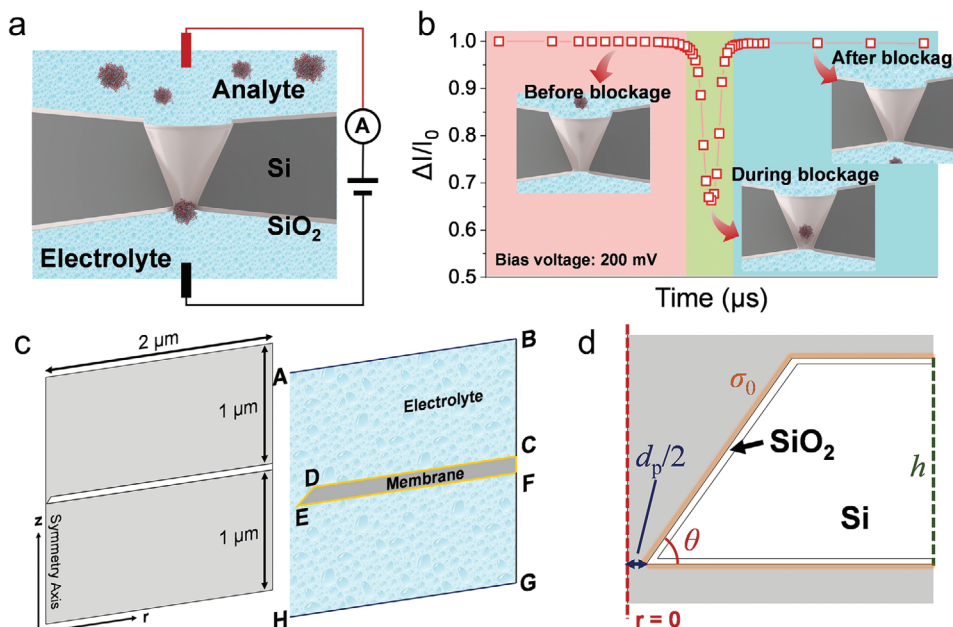 a
Analyte
A
Si
SiO2
Electrolyte
b
ΔI/I0
1.0
0.9
0.8
0.7
0.6
0.5
Before blockage
After blockag
During blockage
Bias voltage: 200 mV
Time (µs)
c
2 µm
1 µm
1 µm
z
Symmetry Axis
r
A
B
Electrolyte
C
D
Membrane
F
E
G
H
d
σ0
SiO2
dp/2
h
Si
θ
r = 0